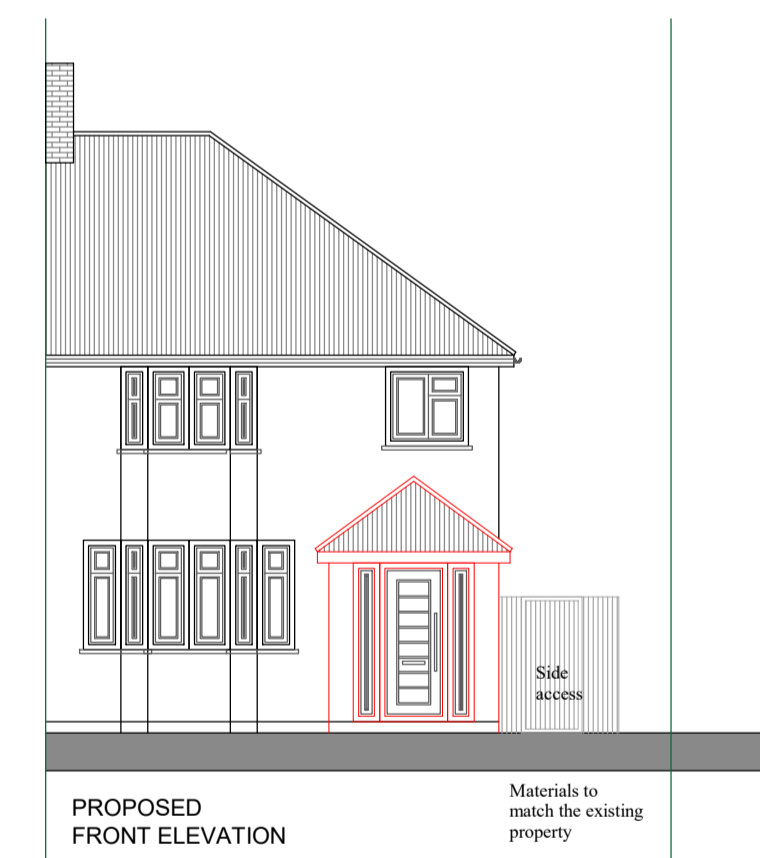 Side
access
PROPOSED
FRONT ELEVATION
Materials to
match the existing
property